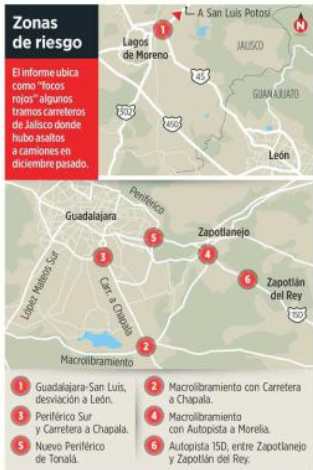 Zonas
de riesgo
El informe ubica
como "focos
rojos" algunos
tramos carreteros
de Jalisco donde
hubo asaltos
a camiones en
diciembre pasado.
A San Luis Potosí
N
1
Lagos
de Moreno
JALISCO
45
GUANAJUATO
302
45D
León
Periférico
Guadalajara
5
Zapotlanejo
4
3
6
Zapotlán
del Rey
López Mateos Sur
Carr. a Chapala
15D
2
Macrolibramiento
1 Guadalajara-San Luis,
desviación a León.
2 Macrolibramiento con Carretera
a Chapala.
3 Periférico Sur
y Carretera a Chapala.
4 Macrolibramiento
con Autopista a Morelia.
5 Nuevo Periférico
de Tonalá.
6 Autopista 15D, entre Zapotlanejo
y Zapotlán del Rey.